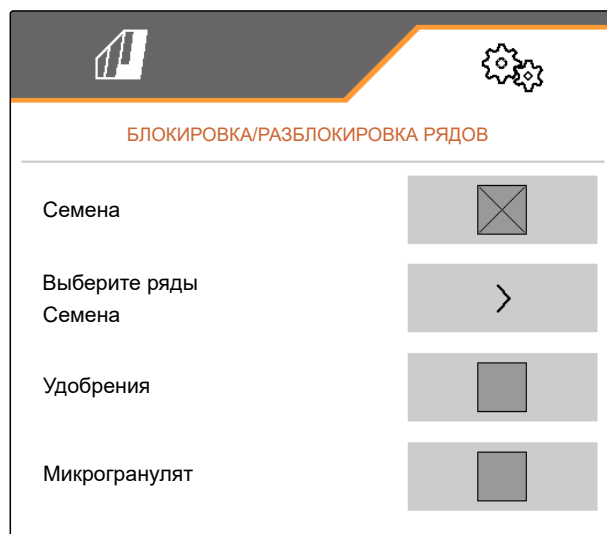 БЛОКИРОВКА/РАЗБЛОКИРОВКА РЯДОВ
Семена
Выберите ряды
Семена
Удобрения
Микрогранулят